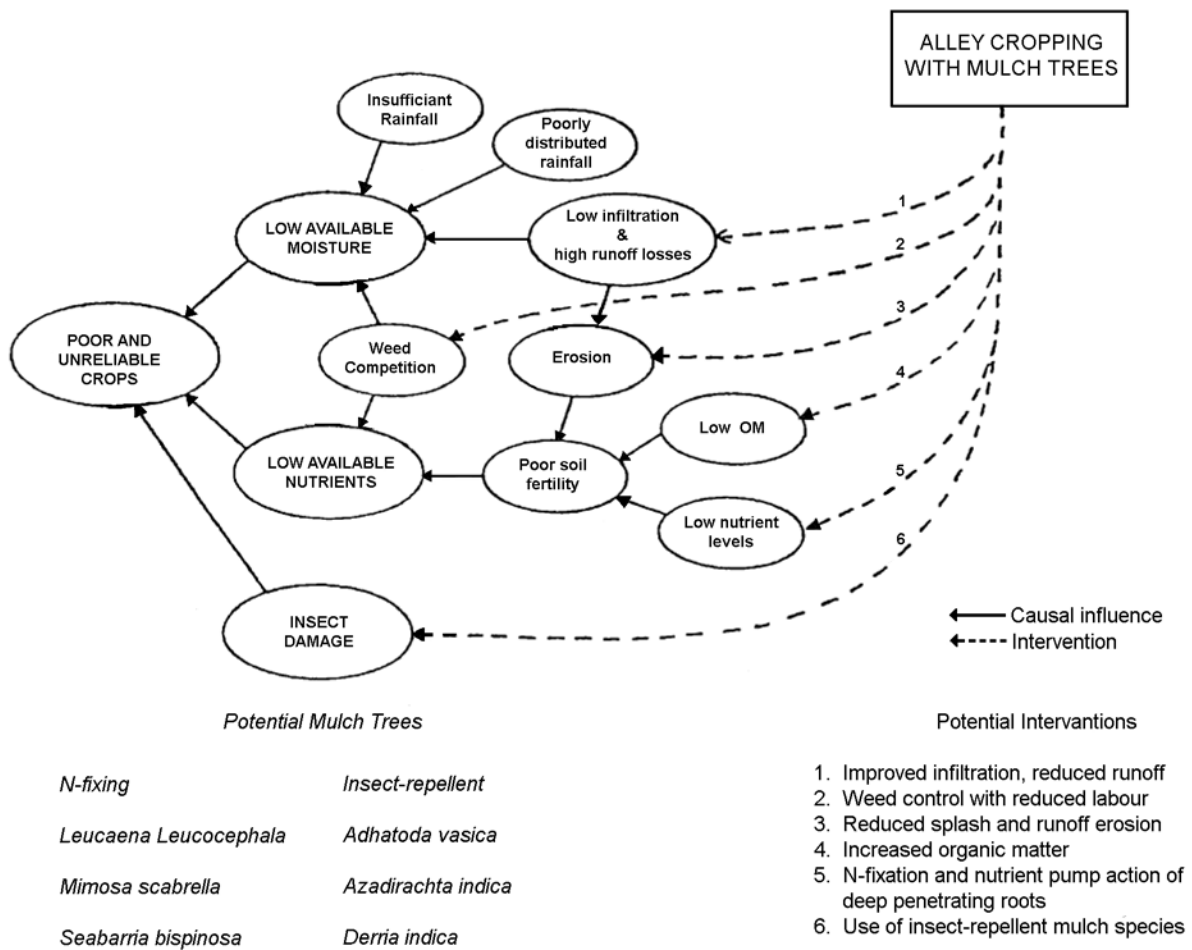 ALLEY CROPPING
WITH MULCH TREES
Insufficiant
Rainfall
Poorly
distributed
rainfall
LOW AVAILABLE
MOISTURE
Low infiltration
&
high runoff losses
1
2
3
4
5
6
POOR AND
UNRELIABLE
CROPS
Weed
Competition
Erosion
Low OM
LOW AVAILABLE
NUTRIENTS
Poor soil
fertility
Low nutrient
levels
INSECT
DAMAGE
Causal influence
Intervention
Potential Mulch Trees
N-fixing
Insect-repellent
Leucaena Leucocephala
Adhatoda vasica
Mimosa scabrella
Azadirachta indica
Seabarria bispinosa
Derria indica
Potential Intervantions
1. Improved infiltration, reduced runoff
2. Weed control with reduced labour
3. Reduced splash and runoff erosion
4. Increased organic matter
5. N-fixation and nutrient pump action of
deep penetrating roots
6. Use of insect-repellent mulch species